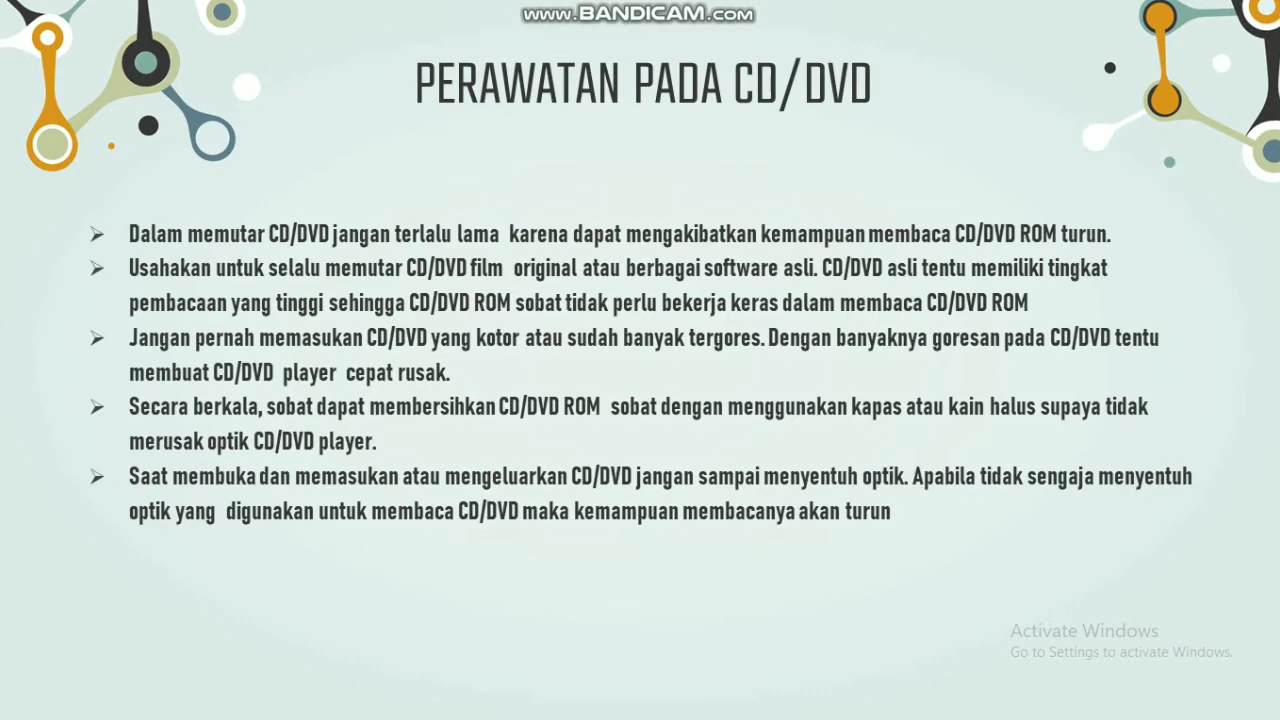 www.BANDICAM.com
PERAWATAN PADA CD/DVD
Dalam memutar CD/DVD jangan terlalu lama karena dapat mengakibatkan kemampuan membaca CD/DVD ROM turun.
Usahakan untuk selalu memutar CD/DVD film original atau berbagai software asli. CD/DVD asli tentu memiliki tingkat
pembacaan yang tinggi sehingga CD/DVD ROM sobat tidak perlu bekerja keras dalam membaca CD/DVD ROM
Jangan pernah memasukan CD/DVD yang kotor atau sudah banyak tergores. Dengan banyaknya goresan pada CD/DVD tentu
membuat CD/DVD player cepat rusak.
Secara berkala, sobat dapat membersihkan CD/DVD ROM sobat dengan menggunakan kapas atau kain halus supaya tidak
merusak optik CD/DVD player.
Saat membuka dan memasukan atau mengeluarkan CD/DVD jangan sampai menyentuh optik. Apabila tidak sengaja menyentuh
optik yang digunakan untuk membaca CD/DVD maka kemampuan membacanya akan turun
Activate Windows
Go to Settings to activate Windows.